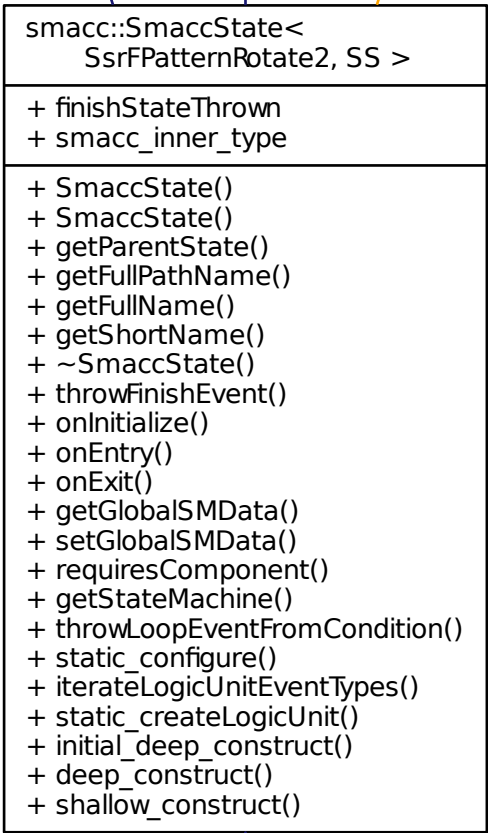 smacc::SmaccState<
SsrFPatternRotate2, SS >
+ finishStateThrown
+ smacc_inner_type
+ SmaccState()
+ SmaccState()
+ getParentState()
+ getFullPathName()
+ getFullName()
+ getShortName()
+ ~SmaccState()
+ throwFinishEvent()
+ onInitialize()
+ onEntry()
+ onExit()
+ getGlobalSMData()
+ setGlobalSMData()
+ requiresComponent()
+ getStateMachine()
+ throwLoopEventFromCondition()
+ static_configure()
+ iterateLogicUnitEventTypes()
+ static_createLogicUnit()
+ initial_deep_construct()
+ deep_construct()
+ shallow_construct()